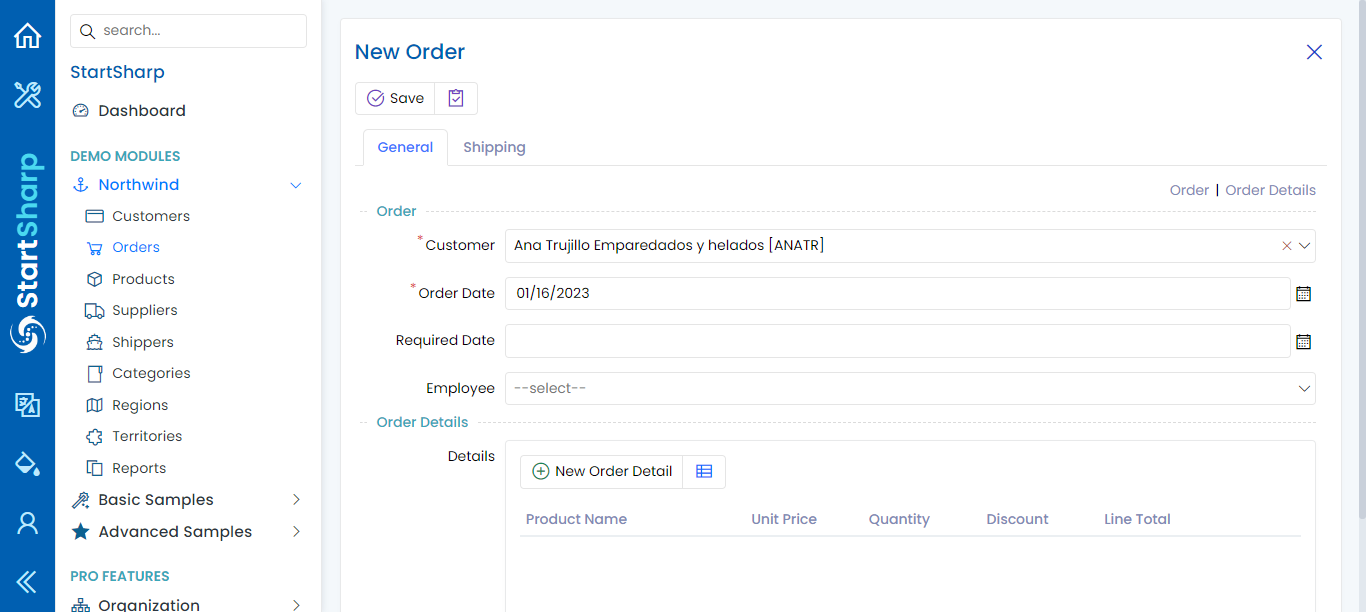 StartSharp
search...
StartSharp
Dashboard
DEMO MODULES
Northwind
Customers
Orders
Products
Suppliers
Shippers
Categories
Regions
Territories
Reports
Basic Samples
Advanced Samples
PRO FEATURES
Organization
New Order
Save
General Shipping
Order | Order Details
Order
* Customer Ana Trujillo Emparedados y helados [ANATR]
* Order Date 01/16/2023
Required Date
Employee --select--
Order Details
Details
New Order Detail
Product Name Unit Price Quantity Discount Line Total